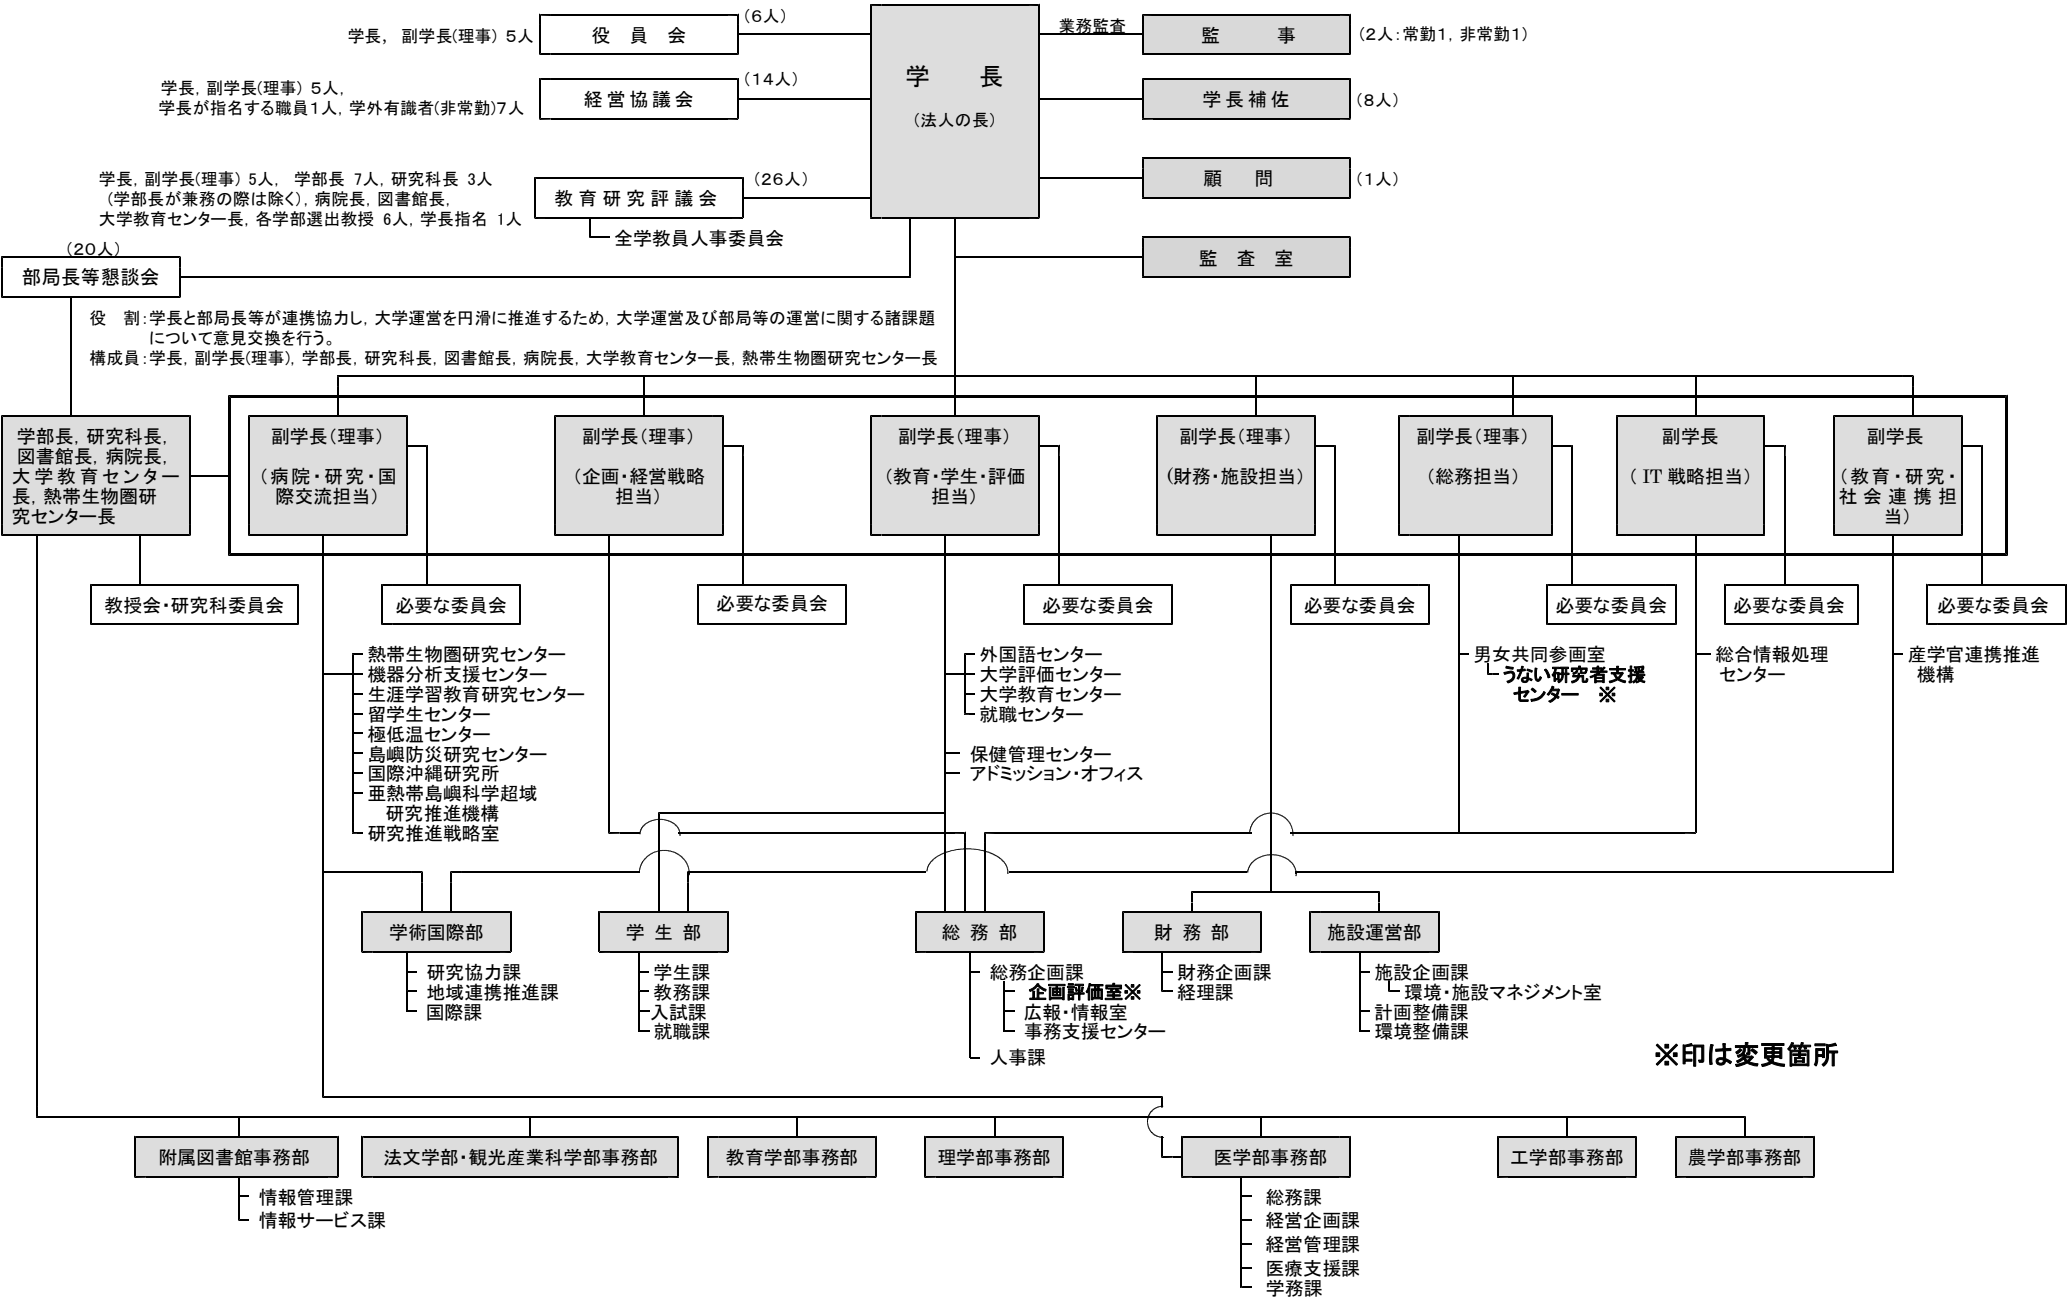 学長， 副学長(理事) 5人
役 員 会
(6人)
学 長
(法人の長)
業務監査
監 事
(2人：常勤1，非常勤1)
学長，副学長(理事) 5人，
学長が指名する職員1人，学外有識者(非常勤)7人
経営協議会
(14人)
学長補佐
(8人)
学長，副学長(理事) 5人， 学部長 7人，研究科長 3人
(学部長が兼務の際は除く)，病院長，図書館長，
大学教育センター長，各学部選出教授 6人，学長指名 1人
教育研究評議会
(26人)
全学教員人事委員会
顧 問
(1人)
監 査 室
(20人)
部局長等懇談会
役 割：学長と部局長等が連携協力し，大学運営を円滑に推進するため，大学運営及び部局等の運営に関する諸課題
について意見交換を行う。
構成員：学長，副学長(理事)，学部長，研究科長，図書館長，病院長，大学教育センター長，熱帯生物圏研究センター長
学部長，研究科長，
図書館長，病院長，
大学教育センター
長，熱帯生物圏研
究センター長
副学長(理事)
(病院・研究・国
際交流担当)
副学長(理事)
(企画・経営戦略
担当)
副学長(理事)
(教育・学生・評価
担当)
副学長(理事)
(財務・施設担当)
副学長(理事)
(総務担当)
副学長
( IT 戦略担当)
副学長
(教育・研究・
社会連携担
当)
教授会・研究科委員会
必要な委員会
必要な委員会
必要な委員会
必要な委員会
必要な委員会
必要な委員会
必要な委員会
熱帯生物圏研究センター
機器分析支援センター
生涯学習教育研究センター
留学生センター
極低温センター
島嶼防災研究センター
国際沖縄研究所
亜熱帯島嶼科学超域
研究推進機構
研究推進戦略室
外国語センター
大学評価センター
大学教育センター
就職センター
保健管理センター
アドミッション・オフィス
男女共同参画室
うない研究者支援
センター ※
総合情報処理
センター
産学官連携推進
機構
学術国際部
研究協力課
地域連携推進課
国際課
学 生 部
学生課
教務課
入試課
就職課
総 務 部
総務企画課
企画評価室※
広報・情報室
事務支援センター
人事課
財 務 部
財務企画課
経理課
施設運営部
施設企画課
環境・施設マネジメント室
計画整備課
環境整備課
※印は変更箇所
附属図書館事務部
情報管理課
情報サービス課
法文学部・観光産業科学部事務部
教育学部事務部
理学部事務部
医学部事務部
総務課
経営企画課
経営管理課
医療支援課
学務課
工学部事務部
農学部事務部